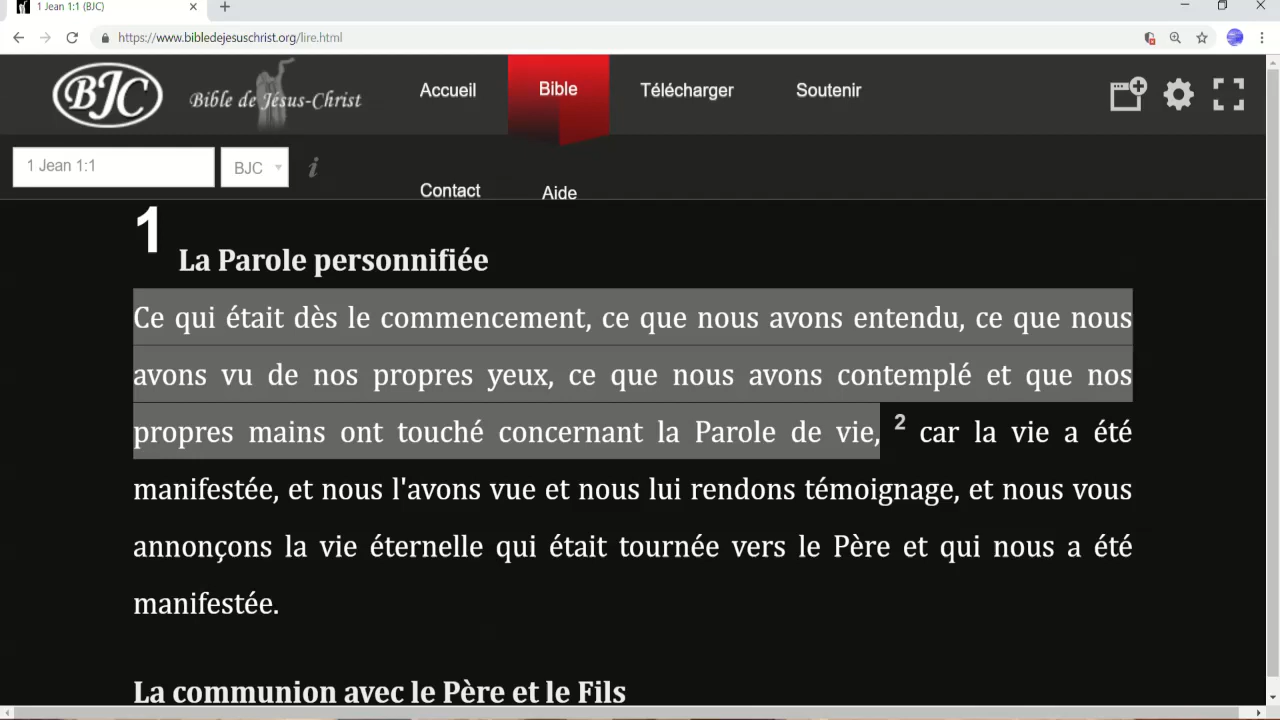 1 Jean 1:1 (BJC)
https://www.bibledejesuschrist.org/lire.html
BJC
Bible de Jésus-Christ
Accueil
Bible
Télécharger
Soutenir
1 Jean 1:1
BJC
i
Contact
Aide
1
La Parole personnifiée
Ce qui était dès le commencement, ce que nous avons entendu, ce que nous
avons vu de nos propres yeux, ce que nous avons contemplé et que nos
propres mains ont touché concernant la Parole de vie, 2 car la vie a été
manifestée, et nous l'avons vue et nous lui rendons témoignage, et nous vous
annonçons la vie éternelle qui était tournée vers le Père et qui nous a été
manifestée.
La communion avec le Père et le Fils